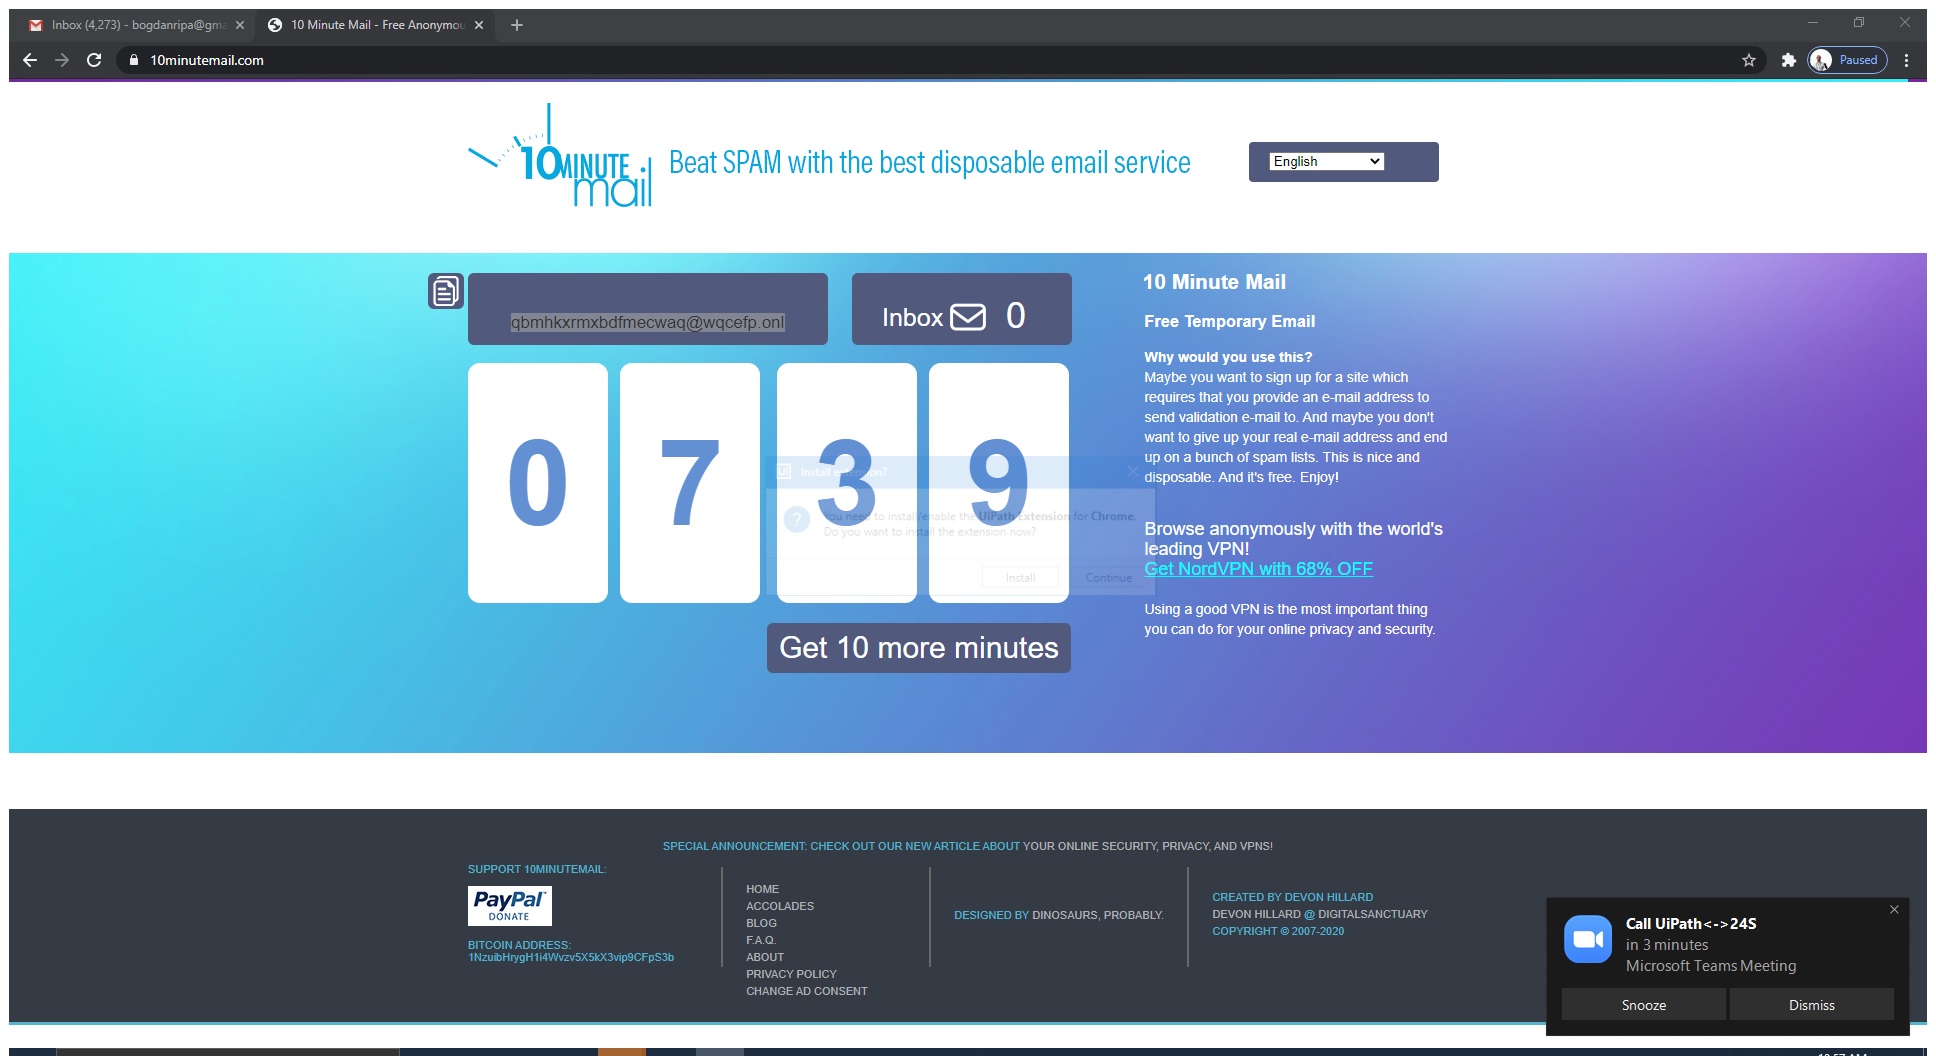 Inbox (4,273) - bogdanripa@gma
10 Minute Mail - Free Anonymou
10minutemail.com
Paused
10 MINUTE mail
Beat SPAM with the best disposable email service
English
qbmhkxrmxbdfmecwaq@wqcefp.onl
Inbox 0
0 7 3 9
Install extension?
You need to install/enable the UiPath Extension for Chrome.
Do you want to install the extension now?
Install Continue
Get 10 more minutes
10 Minute Mail
Free Temporary Email
Why would you use this?
Maybe you want to sign up for a site which
requires that you provide an e-mail address to
send validation e-mail to. And maybe you don't
want to give up your real e-mail address and end
up on a bunch of spam lists. This is nice and
disposable. And it's free. Enjoy!
Browse anonymously with the world's
leading VPN!
Get NordVPN with 68% OFF
Using a good VPN is the most important thing
you can do for your online privacy and security.
SPECIAL ANNOUNCEMENT: CHECK OUT OUR NEW ARTICLE ABOUT YOUR ONLINE SECURITY, PRIVACY, AND VPNS!
SUPPORT 10MINUTEMAIL:
PayPal
DONATE
BITCOIN ADDRESS:
1NzuibHrygH1i4Wvzv5X5kX3vip9CFpS3b
HOME
ACCOLADES
BLOG
F.A.Q.
ABOUT
PRIVACY POLICY
CHANGE AD CONSENT
DESIGNED BY DINOSAURS, PROBABLY.
CREATED BY DEVON HILLARD
DEVON HILLARD @ DIGITALSANCTUARY
COPYRIGHT © 2007-2020
Call UiPath<->24S
in 3 minutes
Microsoft Teams Meeting
Snooze
Dismiss